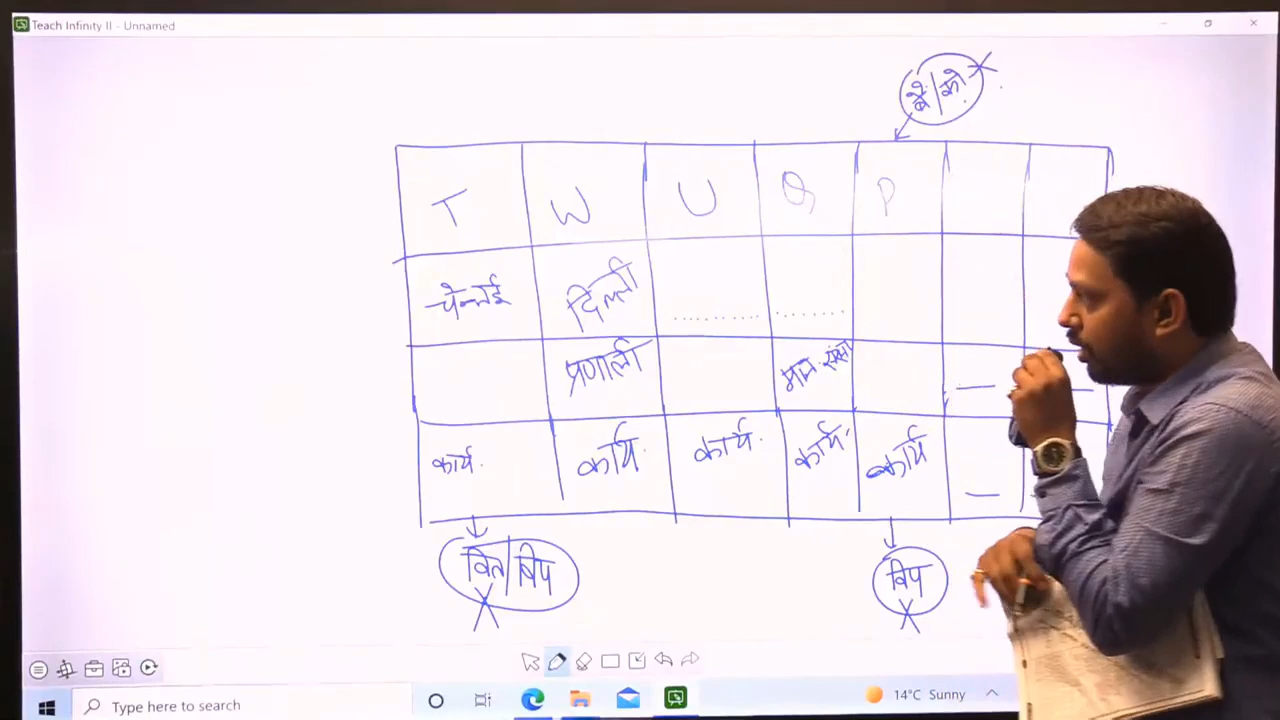 Teach Infinity II - Unnamed
बें/को
T W U Q P
चेन्नई दिल्ली
प्रणाली मान. संसा
कार्य. कार्य. कार्य. कार्य. कार्य
वित/विप विप
Type here to search
14°C Sunny